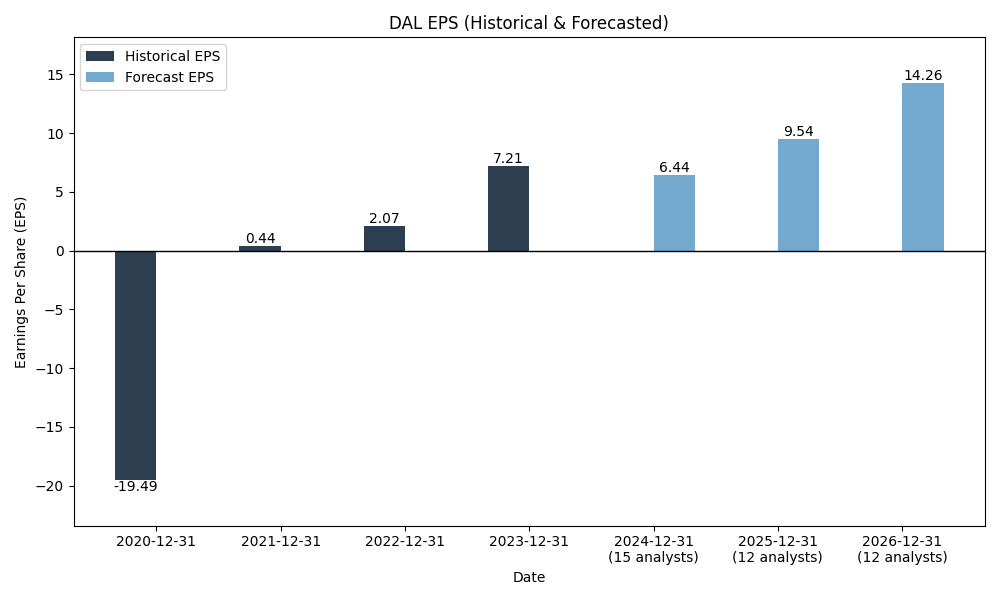 DAL EPS (Historical & Forecasted)
Historical EPS
Forecast EPS
Earnings Per Share (EPS)
15
10
5
0
−5
−10
−15
−20
-19.49
0.44
2.07
7.21
6.44
9.54
14.26
2020-12-31
2021-12-31
2022-12-31
2023-12-31
2024-12-31
(15 analysts)
2025-12-31
(12 analysts)
2026-12-31
(12 analysts)
Date